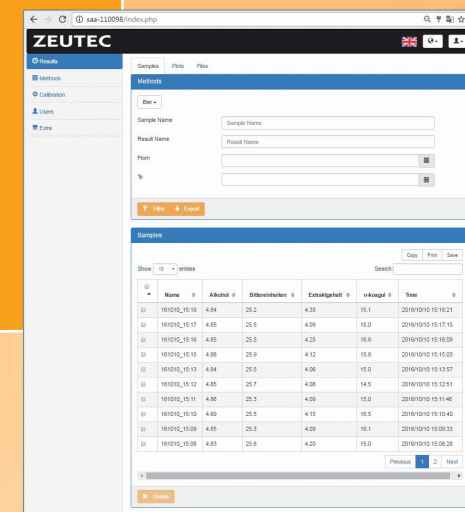 saa-110098/index.php
ZEUTEC
Results
Methods
Calibration
Users
Extra
Samples Plots Files
Methods
Bier
Sample Name Sample Name
Result Name Result Name
From
To
Filter Export
Samples
Copy Print Save
Show 10 entries Search:
Name Alkohol Bittereinheiten Extraktgehalt n-koagul Time
161010_15:18 4.84 25.2 4.35 15.1 2016/10/10 15:18:21
161010_15:17 4.85 25.5 4.09 15.0 2016/10/10 15:17:15
161010_15:16 4.85 25.5 4.25 16.8 2016/10/10 15:16:09
161010_15:15 4.86 25.9 4.12 15.8 2016/10/10 15:15:03
161010_15:13 4.84 25.5 4.06 15.0 2016/10/10 15:13:57
161010_15:12 4.85 25.7 4.08 14.5 2016/10/10 15:12:51
161010_15:11 4.86 25.3 4.09 15.0 2016/10/10 15:11:46
161010_15:10 4.89 25.5 4.15 16.5 2016/10/10 15:10:40
161010_15:09 4.85 25.3 4.09 16.1 2016/10/10 15:09:33
161010_15:08 4.83 25.6 4.20 15.0 2016/10/10 15:08:28
Previous 1 2 Next
Delete